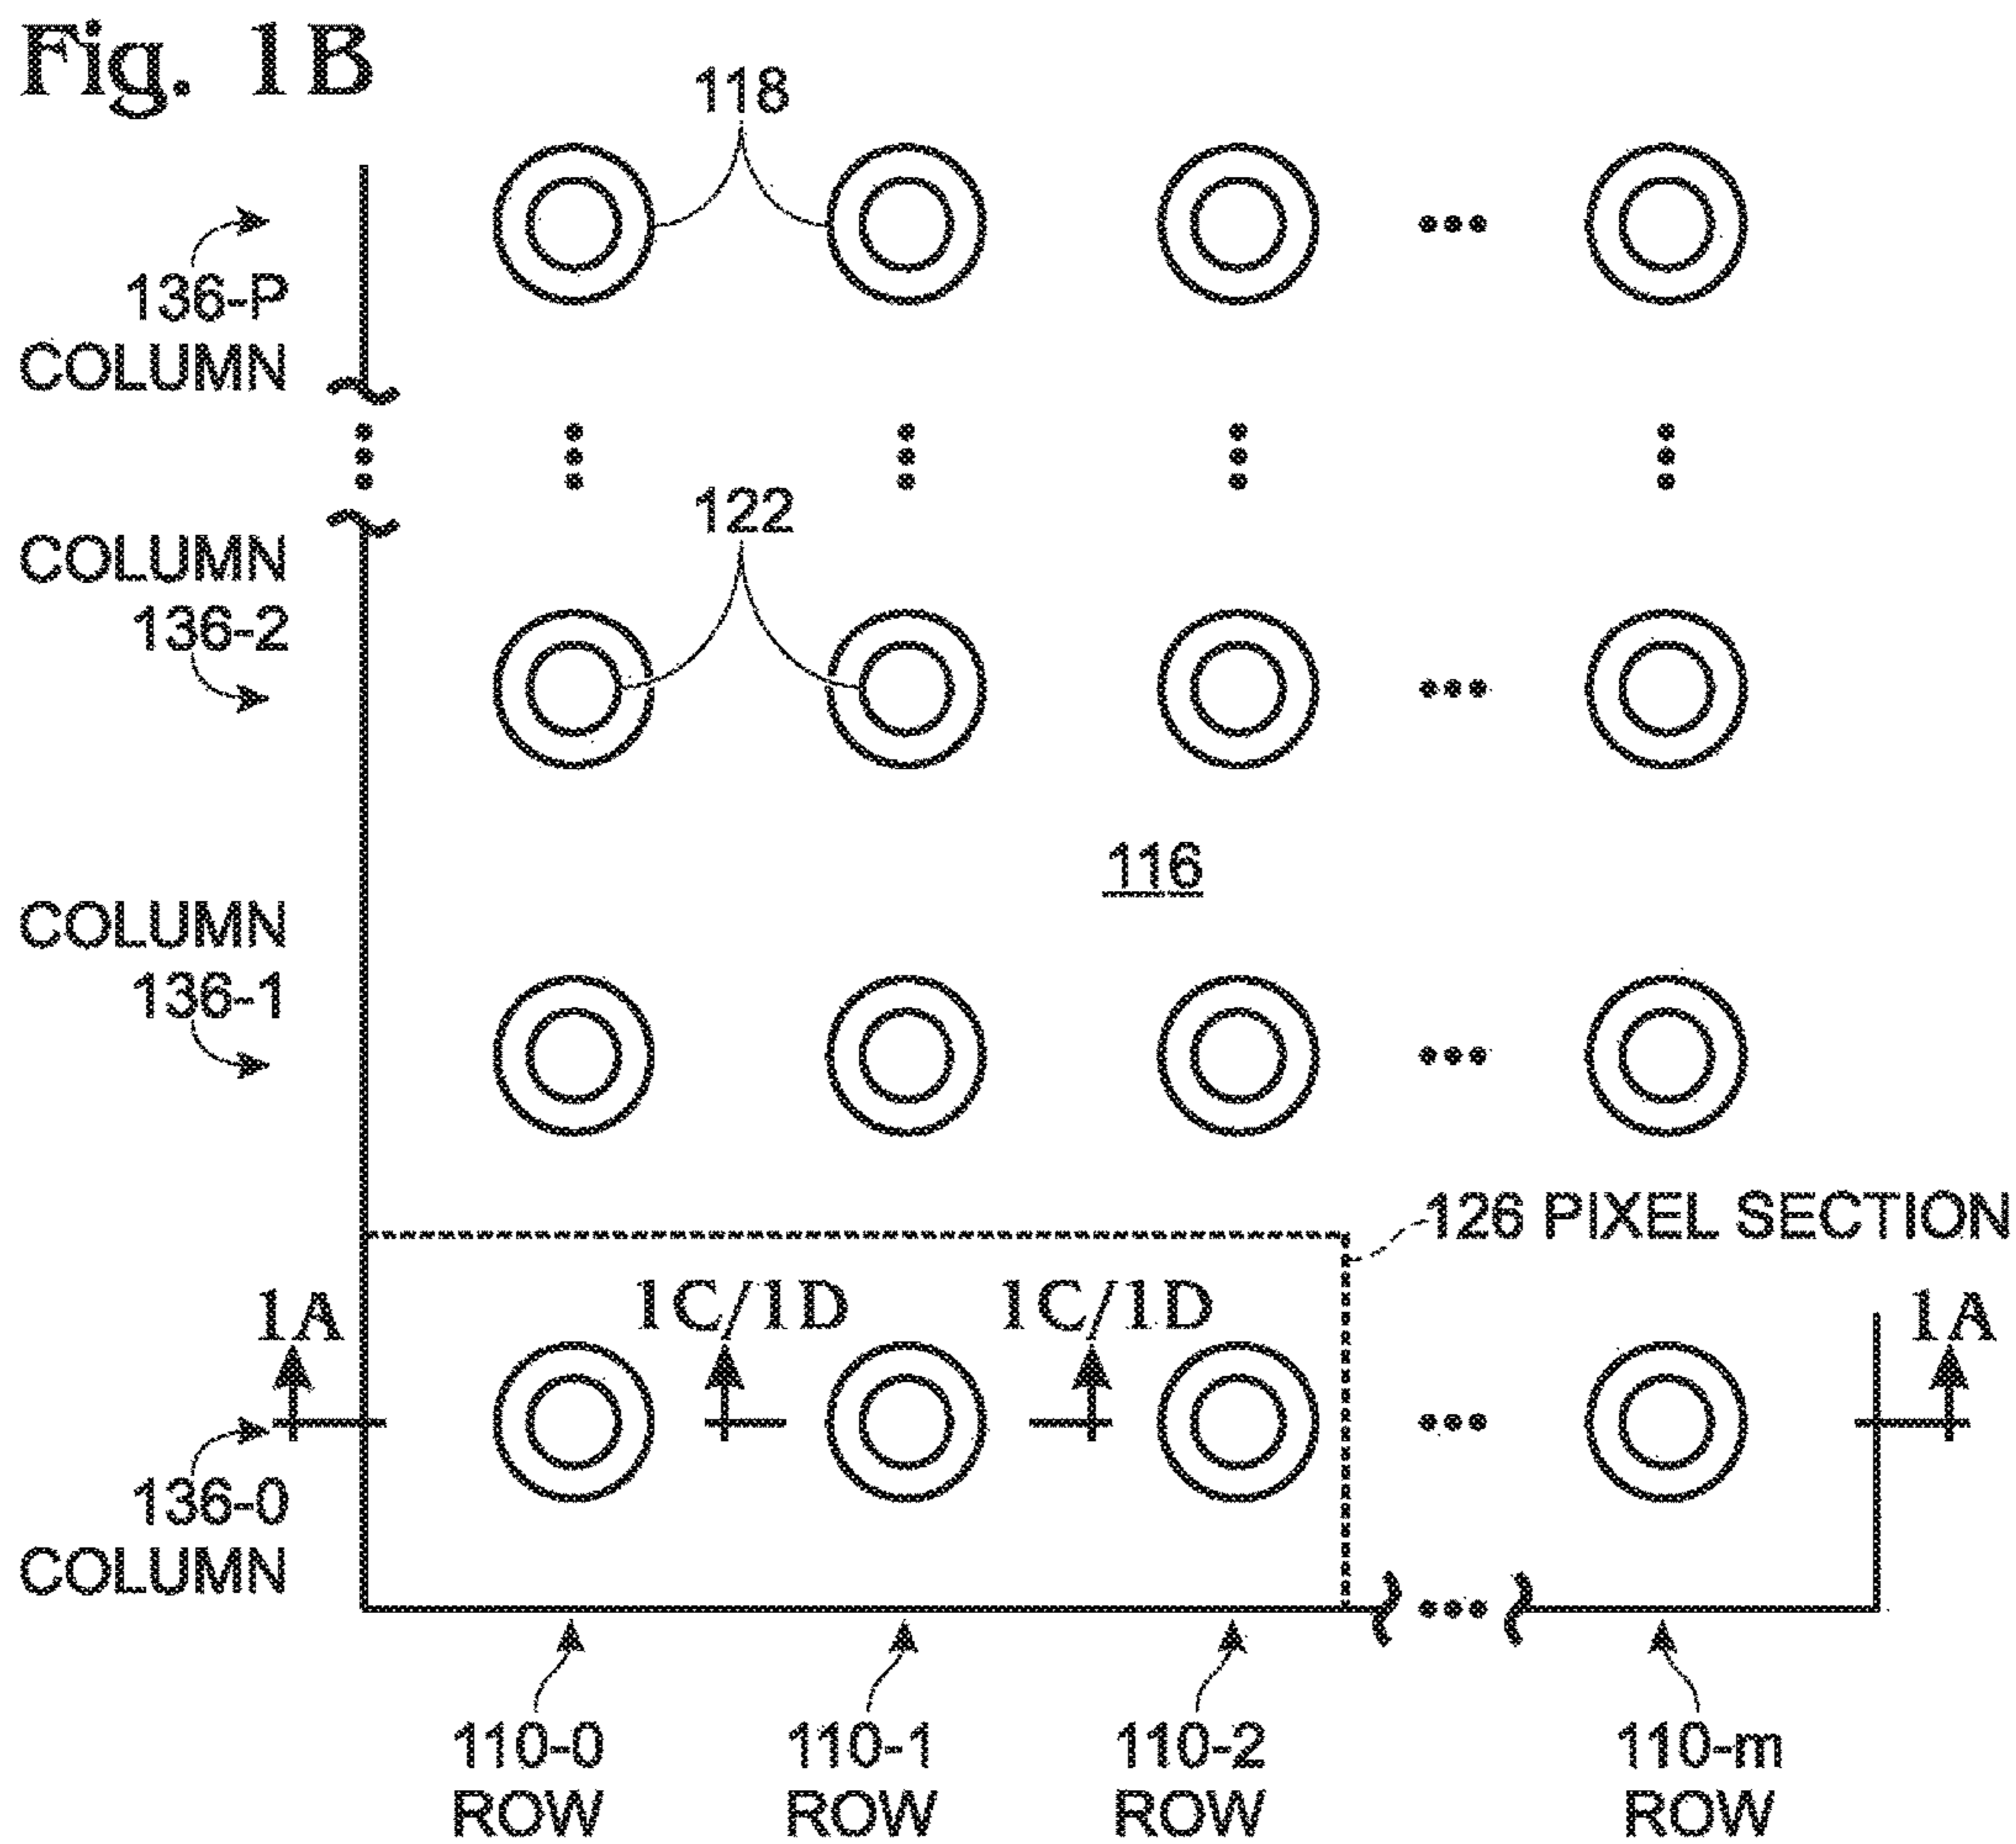 Fig. 1B
118
136-P
COLUMN
122
COLUMN
136-2
116
COLUMN
136-1
126 PIXEL SECTION
1A 1C/1D 1C/1D 1A
136-0
COLUMN
110-0 110-1 110-2 110-m
ROW ROW ROW ROW